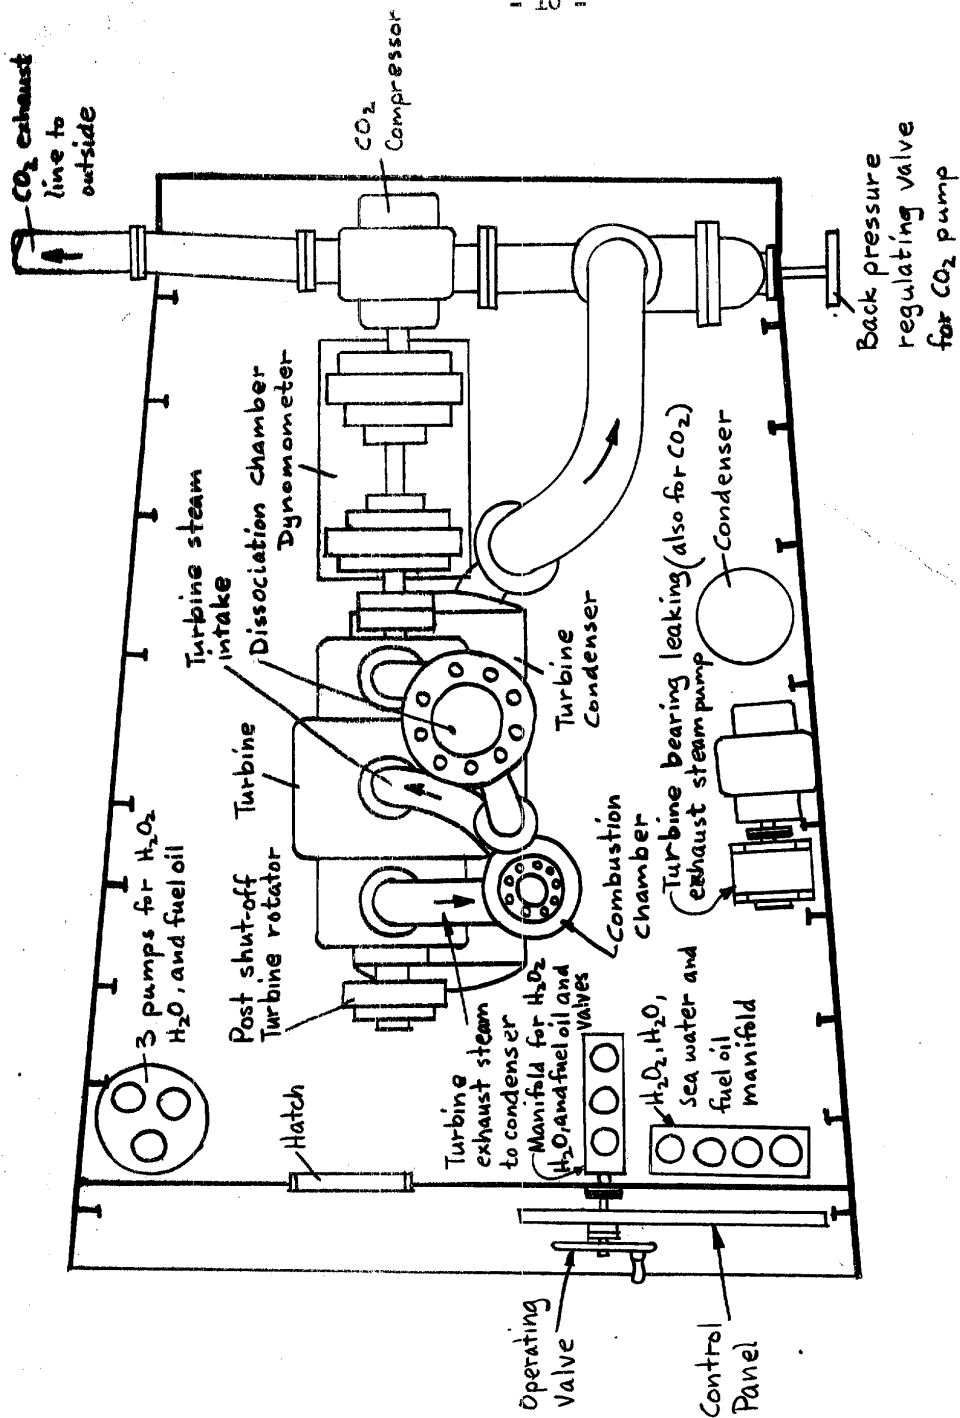 - 10 -
CO₂ exhaust
line to
outside
CO₂
Compressor
Back pressure
regulating valve
for CO₂ pump
Turbine steam
intake
Dissociation chamber
Dynomometer
Turbine
Post shut-off
Turbine rotator
3 pumps for H₂O₂
H₂O, and fuel oil
Hatch
Turbine
exhaust steam
to condenser
Manifold for H₂O₂
H₂O, and fuel oil and
valves
H₂O₂, H₂O,
Sea water and
fuel oil
manifold
Combustion
chamber
Turbine
Condenser
Turbine bearing leaking (also for CO₂)
exhaust steam pump
Condenser
Operating
Valve
Control
Panel